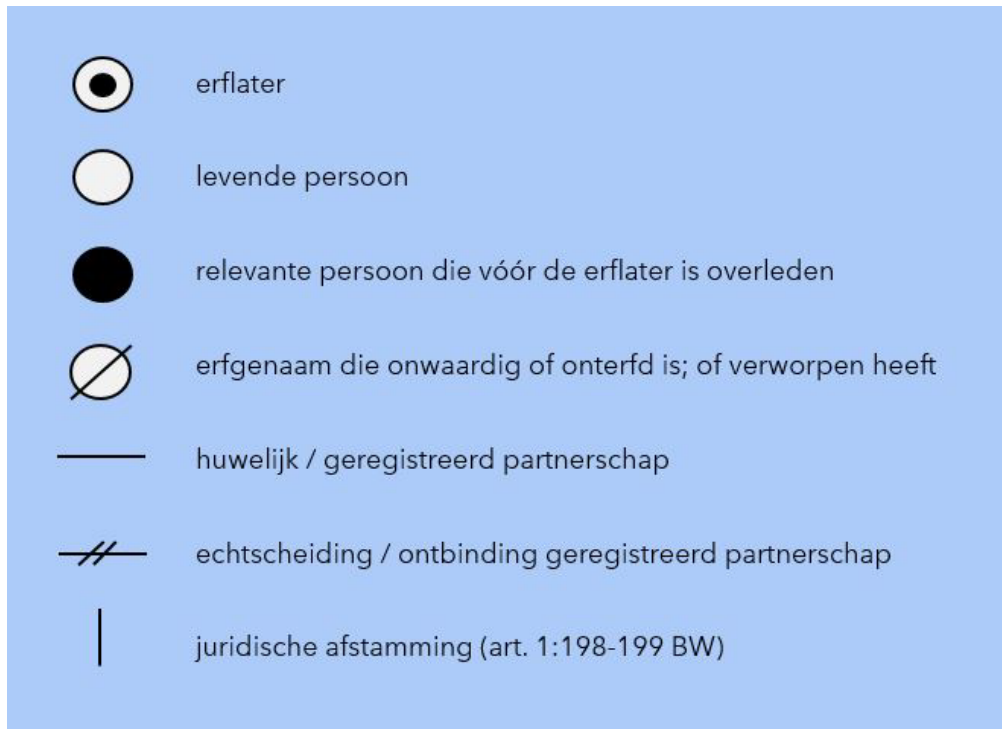 erflater
levende persoon
relevante persoon die vóór de erflater is overleden
erfgenaam die onwaardig of onterfd is; of verworpen heeft
huwelijk / geregistreerd partnerschap
echtscheiding / ontbinding geregistreerd partnerschap
juridische afstamming (art. 1:198-199 BW)